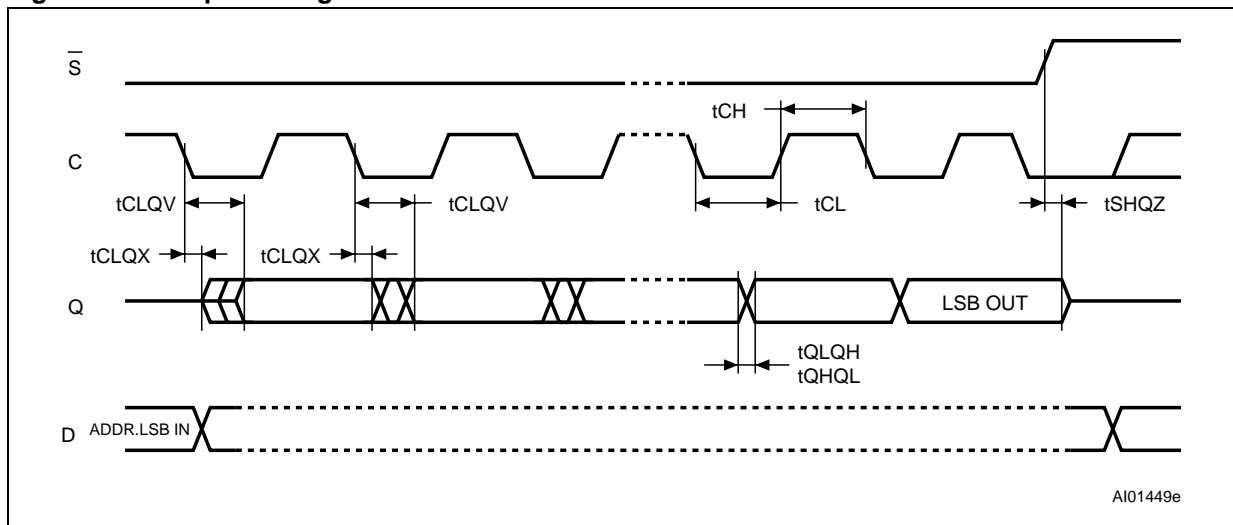 S
tCH
C
tCLQV
tCLQV
tCL
tSHQZ
tCLQX
tCLQX
Q
LSB OUT
tQLQH
tQHQL
D
ADDR.LSB IN
AI01449e